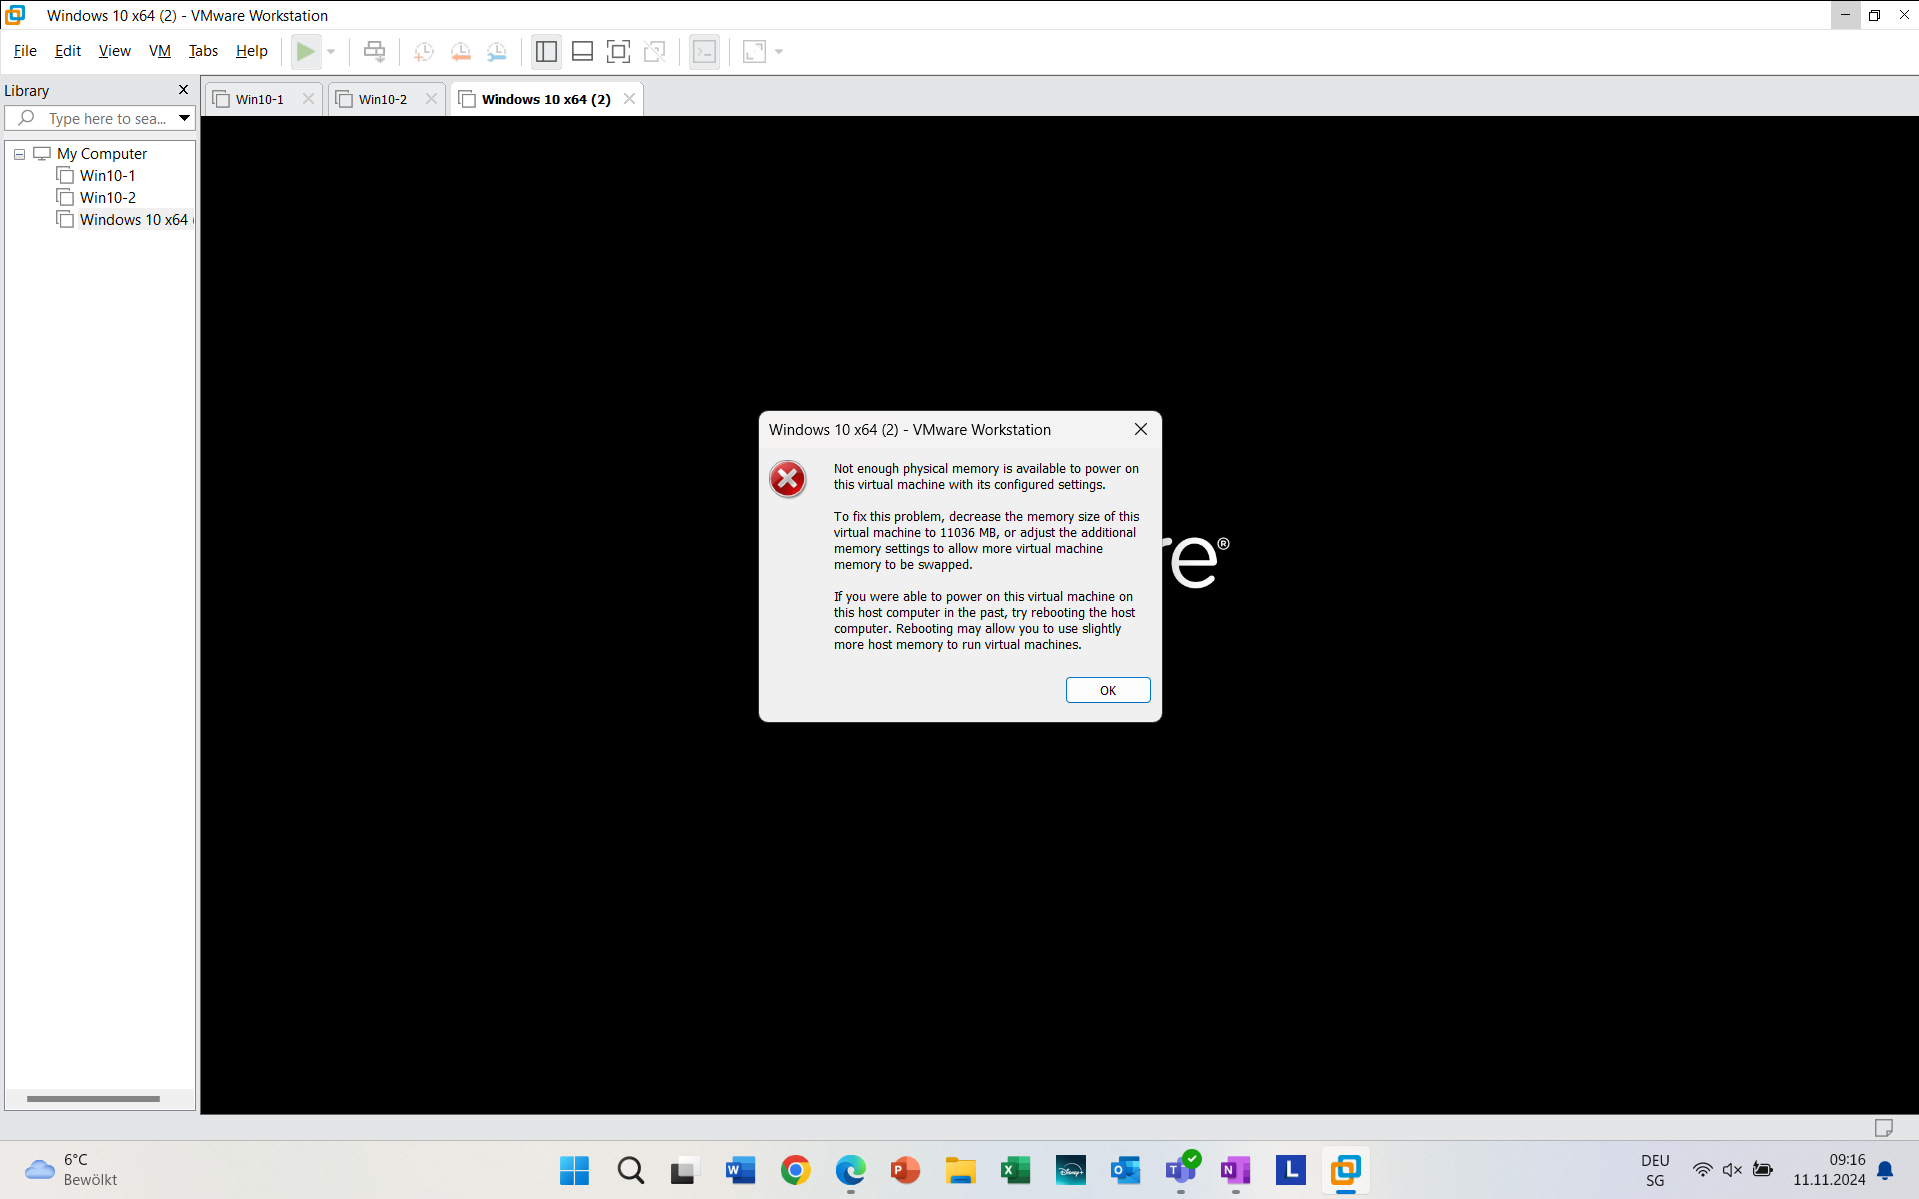 Windows 10 x64 (2) - VMware Workstation
File Edit View VM Tabs Help
Library
Type here to sea...
My Computer
Win10-1
Win10-2
Windows 10 x64
Win10-1 Win10-2 Windows 10 x64 (2)
Windows 10 x64 (2) - VMware Workstation
Not enough physical memory is available to power on
this virtual machine with its configured settings.
To fix this problem, decrease the memory size of this
virtual machine to 11036 MB, or adjust the additional
memory settings to allow more virtual machine
memory to be swapped.
If you were able to power on this virtual machine on
this host computer in the past, try rebooting the host
computer. Rebooting may allow you to use slightly
more host memory to run virtual machines.
OK
re®
6°C
Bewölkt
W
P
X
Disney+
O
T
N
L
DEU
SG
09:16
11.11.2024